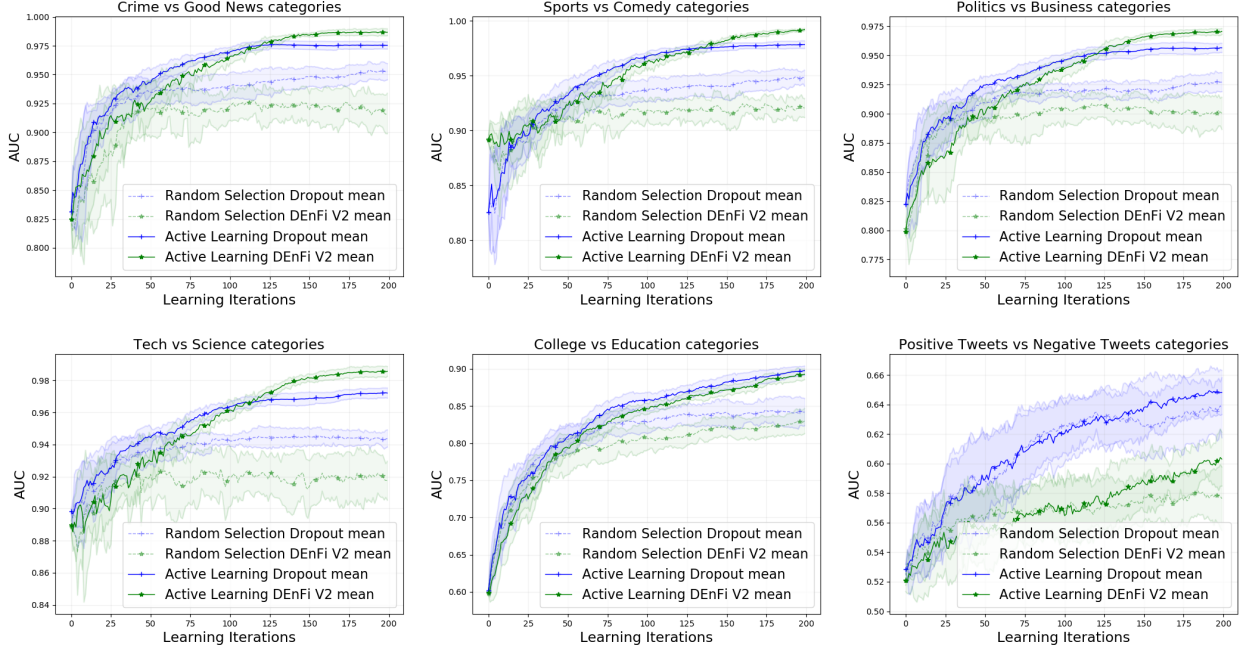 Crime vs Good News categories
1.000
0.975
0.950
0.925
0.900
0.875
0.850
0.825
0.800
AUC
Random Selection Dropout mean
Random Selection DEnFi V2 mean
Active Learning Dropout mean
Active Learning DEnFi V2 mean
0 25 50 75 100 125 150 175 200
Learning Iterations
Sports vs Comedy categories
1.00
0.95
0.90
0.85
0.80
AUC
Random Selection Dropout mean
Random Selection DEnFi V2 mean
Active Learning Dropout mean
Active Learning DEnFi V2 mean
0 25 50 75 100 125 150 175 200
Learning Iterations
Politics vs Business categories
0.975
0.950
0.925
0.900
0.875
0.850
0.825
0.800
0.775
AUC
Random Selection Dropout mean
Random Selection DEnFi V2 mean
Active Learning Dropout mean
Active Learning DEnFi V2 mean
0 25 50 75 100 125 150 175 200
Learning Iterations
Tech vs Science categories
0.98
0.96
0.94
0.92
0.90
0.88
0.86
0.84
AUC
Random Selection Dropout mean
Random Selection DEnFi V2 mean
Active Learning Dropout mean
Active Learning DEnFi V2 mean
0 25 50 75 100 125 150 175 200
Learning Iterations
College vs Education categories
0.90
0.85
0.80
0.75
0.70
0.65
0.60
AUC
Random Selection Dropout mean
Random Selection DEnFi V2 mean
Active Learning Dropout mean
Active Learning DEnFi V2 mean
0 25 50 75 100 125 150 175 200
Learning Iterations
Positive Tweets vs Negative Tweets categories
0.66
0.64
0.62
0.60
0.58
0.56
0.54
0.52
0.50
AUC
Random Selection Dropout mean
Random Selection DEnFi V2 mean
Active Learning Dropout mean
Active Learning DEnFi V2 mean
0 25 50 75 100 125 150 175 200
Learning Iterations